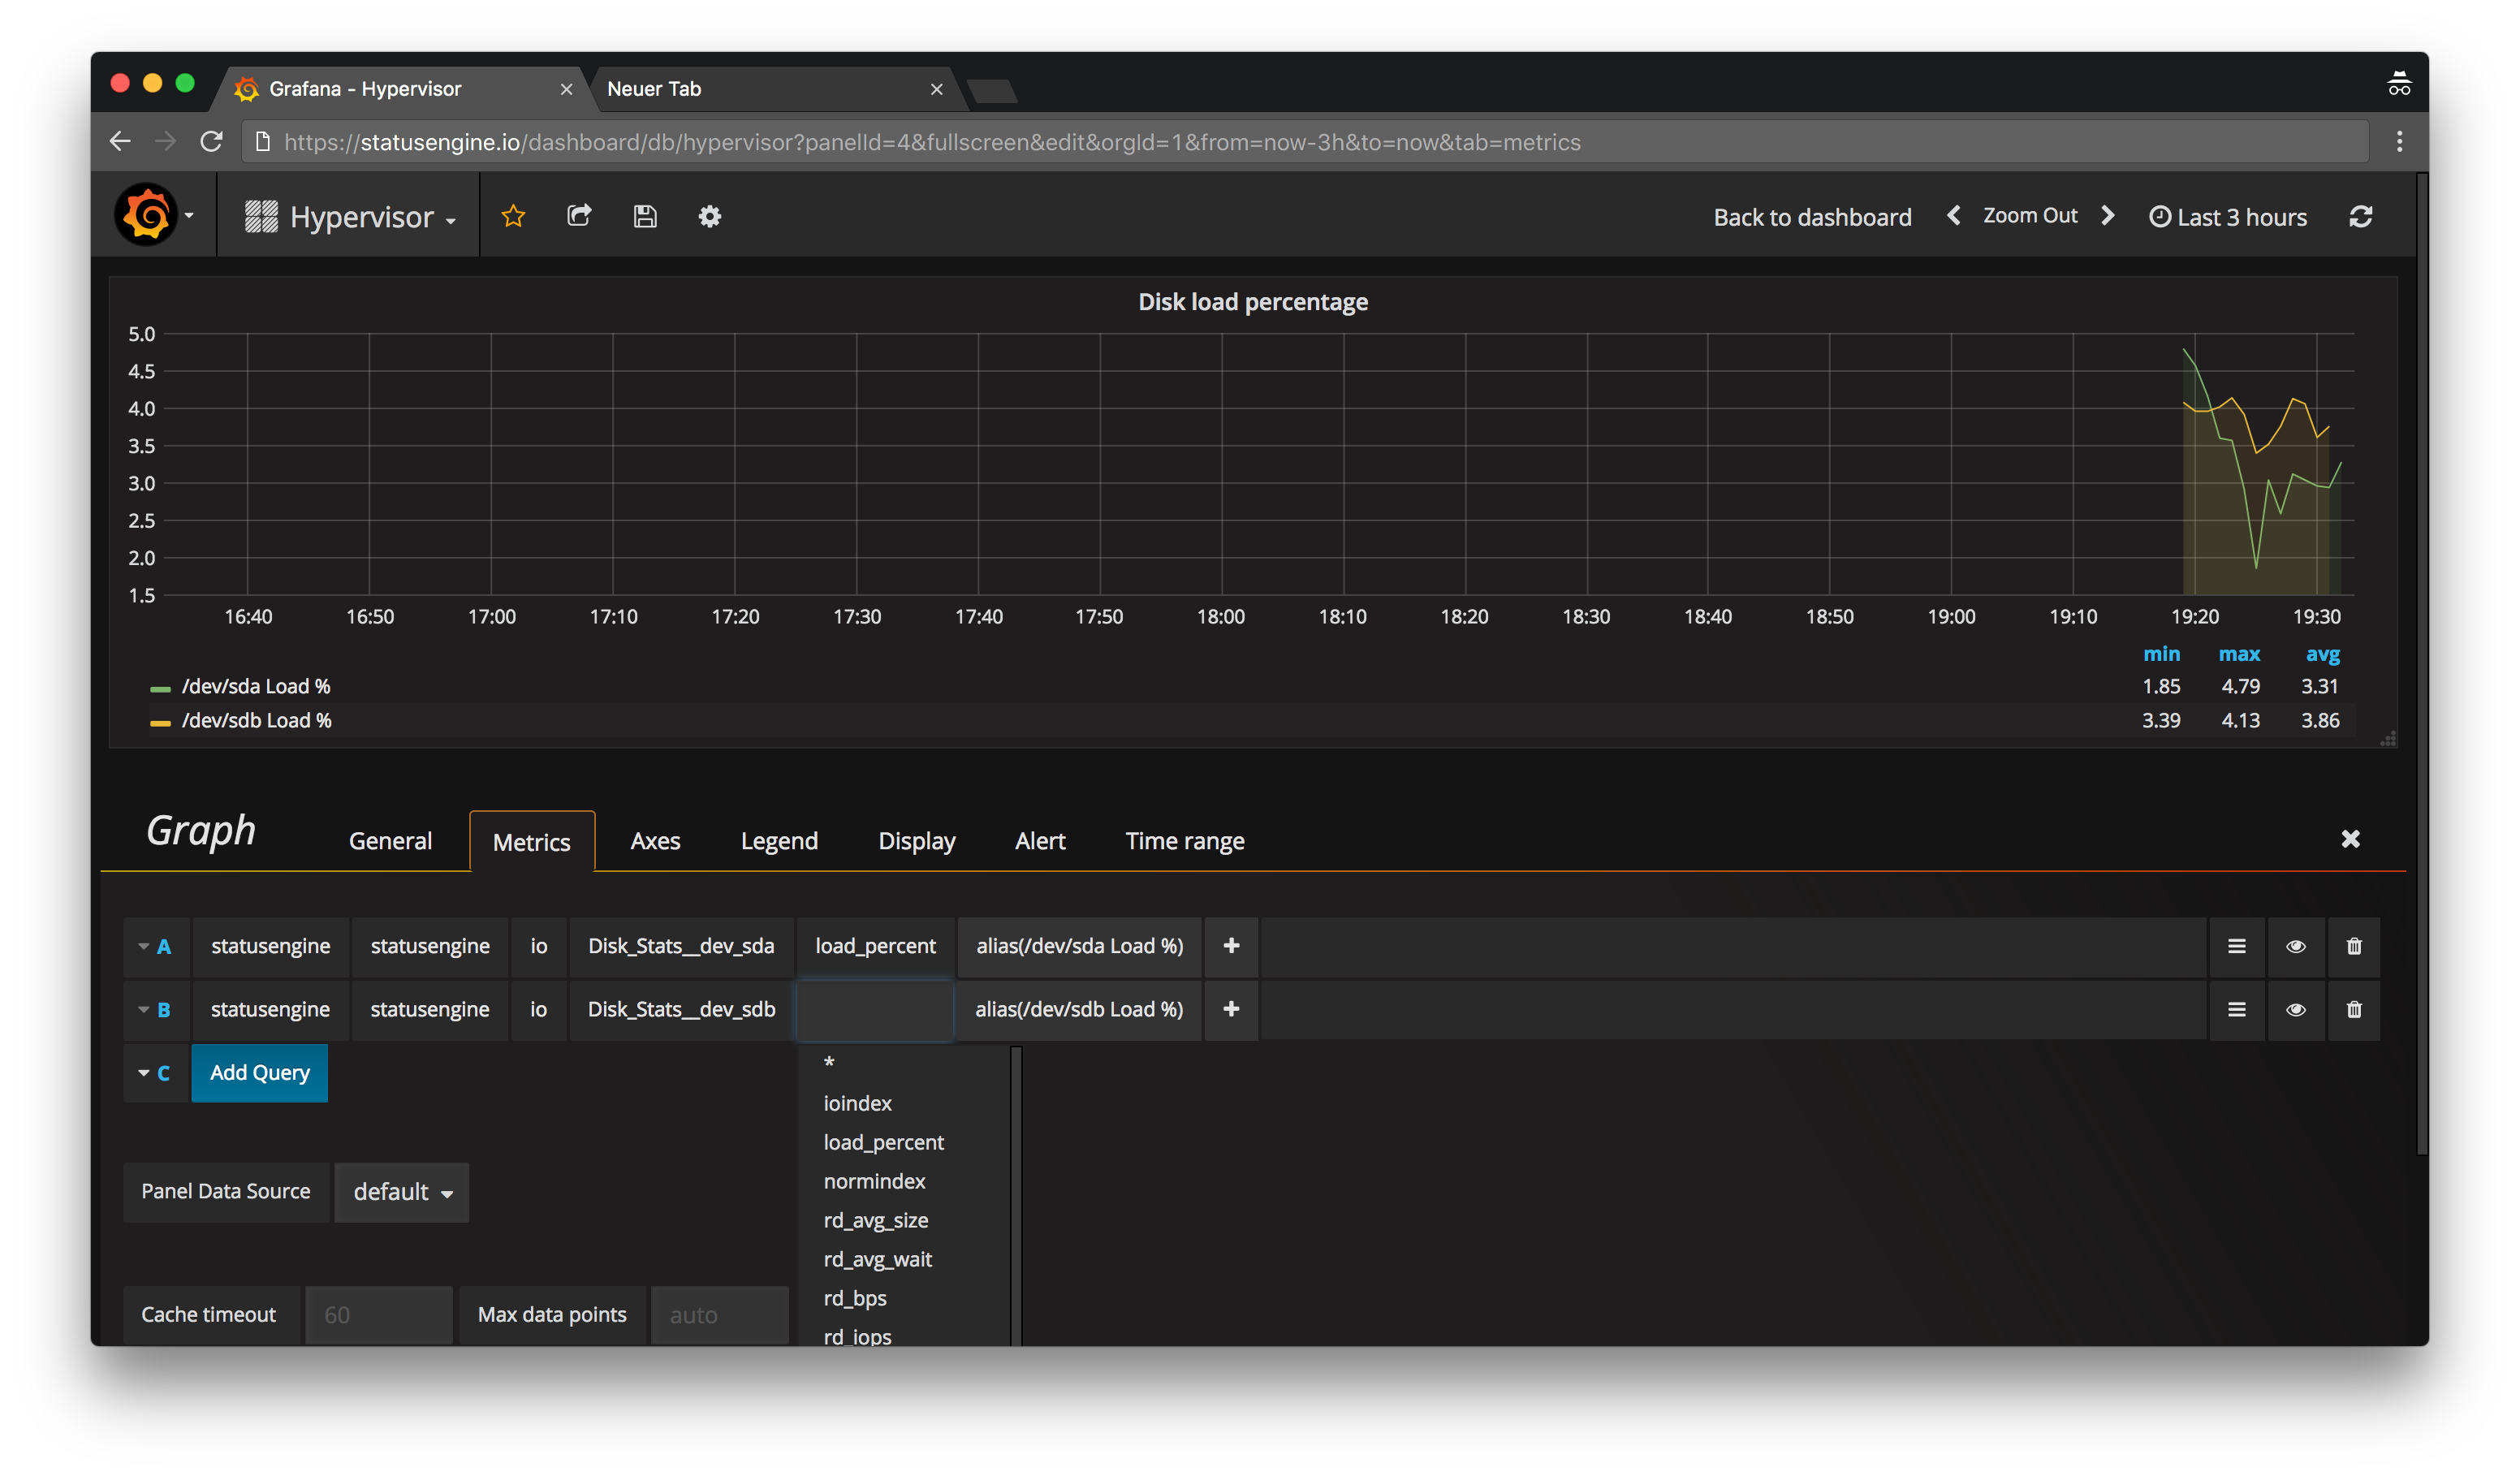 Grafana - Hypervisor
Neuer Tab
https://statusengine.io/dashboard/db/hypervisor?panelId=4&fullscreen&edit&orgId=1&from=now-3h&to=now&tab=metrics
Hypervisor
Back to dashboard Zoom Out Last 3 hours
Disk load percentage
5.0
4.5
4.0
3.5
3.0
2.5
2.0
1.5
16:40 16:50 17:00 17:10 17:20 17:30 17:40 17:50 18:00 18:10 18:20 18:30 18:40 18:50 19:00 19:10 19:20 19:30
min max avg
/dev/sda Load % 1.85 4.79 3.31
/dev/sdb Load % 3.39 4.13 3.86
Graph General Metrics Axes Legend Display Alert Time range
A statusengine statusengine io Disk_Stats__dev_sda load_percent alias(/dev/sda Load %) +
B statusengine statusengine io Disk_Stats__dev_sdb alias(/dev/sdb Load %) +
C Add Query
*
ioindex
load_percent
normindex
rd_avg_size
rd_avg_wait
rd_bps
rd_iops
Panel Data Source default
Cache timeout 60 Max data points auto